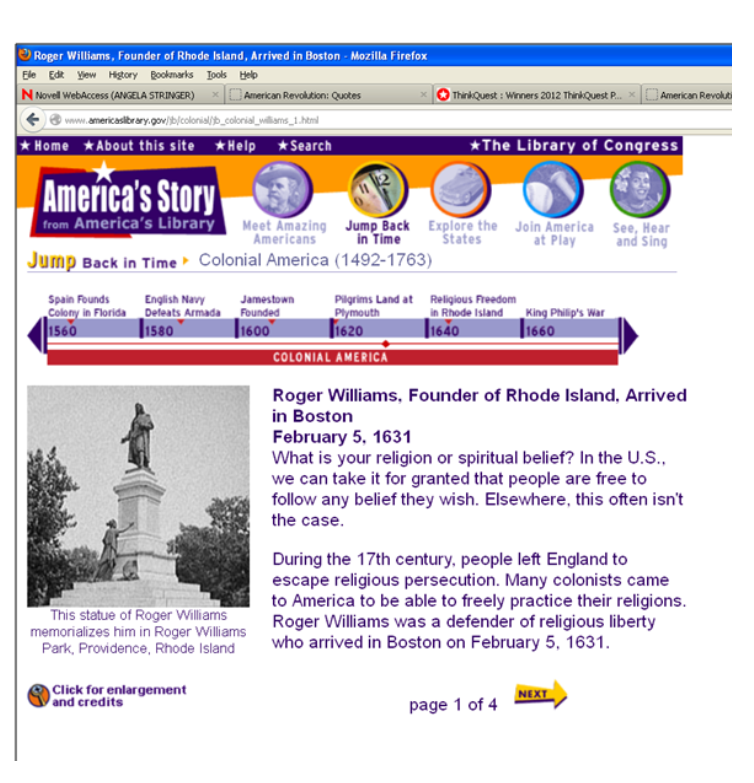 Roger Williams, Founder of Rhode Island, Arrived in Boston - Mozilla Firefox
File Edit View History Bookmarks Tools Help
Novell WebAccess (ANGELA STRINGER) × American Revolution: Quotes × ThinkQuest : Winners 2012 ThinkQuest P... × American Revoluti
www.americaslibrary.gov/jb/colonial/jb_colonial_williams_1.html
★Home ★About this site ★Help ★Search ★The Library of Congress
America's Story
from America's Library
Meet Amazing
Americans
Jump Back
in Time
Explore the
States
Join America
at Play
See, Hear
and Sing
Jump Back in Time Colonial America (1492-1763)
Spain Founds
Colony in Florida
English Navy
Defeats Armada
Jamestown
Founded
Pilgrims Land at
Plymouth
Religious Freedom
in Rhode Island
King Philip's War
1560 1580 1600 1620 1640 1660
COLONIAL AMERICA
Roger Williams, Founder of Rhode Island, Arrived
in Boston
February 5, 1631
What is your religion or spiritual belief? In the U.S.,
we can take it for granted that people are free to
follow any belief they wish. Elsewhere, this often isn't
the case.
During the 17th century, people left England to
escape religious persecution. Many colonists came
to America to be able to freely practice their religions.
Roger Williams was a defender of religious liberty
who arrived in Boston on February 5, 1631.
This statue of Roger Williams
memorializes him in Roger Williams
Park, Providence, Rhode Island
Click for enlargement
and credits
page 1 of 4 NEXT